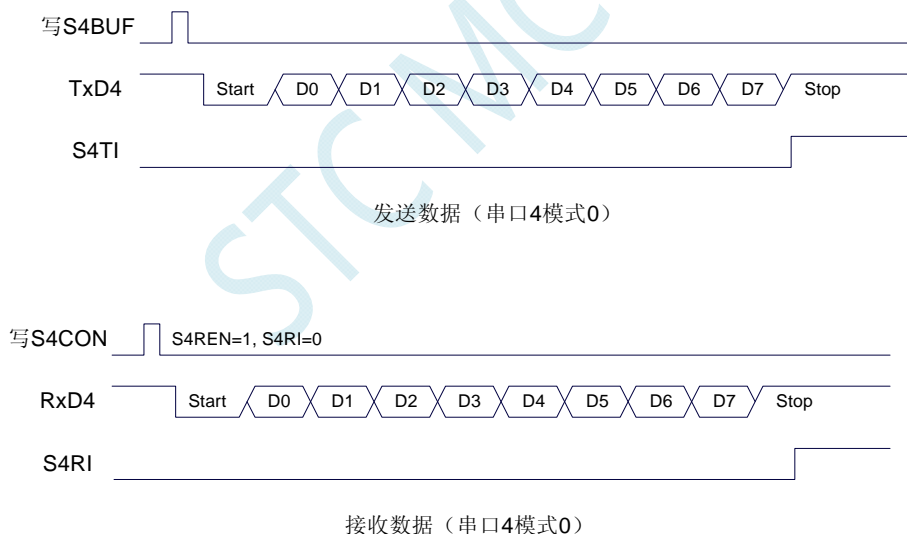 写S4BUF
TxD4 Start D0 D1 D2 D3 D4 D5 D6 D7 Stop
S4TI
发送数据（串口4模式0）
写S4CON S4REN=1, S4RI=0
RxD4 Start D0 D1 D2 D3 D4 D5 D6 D7 Stop
S4RI
接收数据（串口4模式0）
STC MC